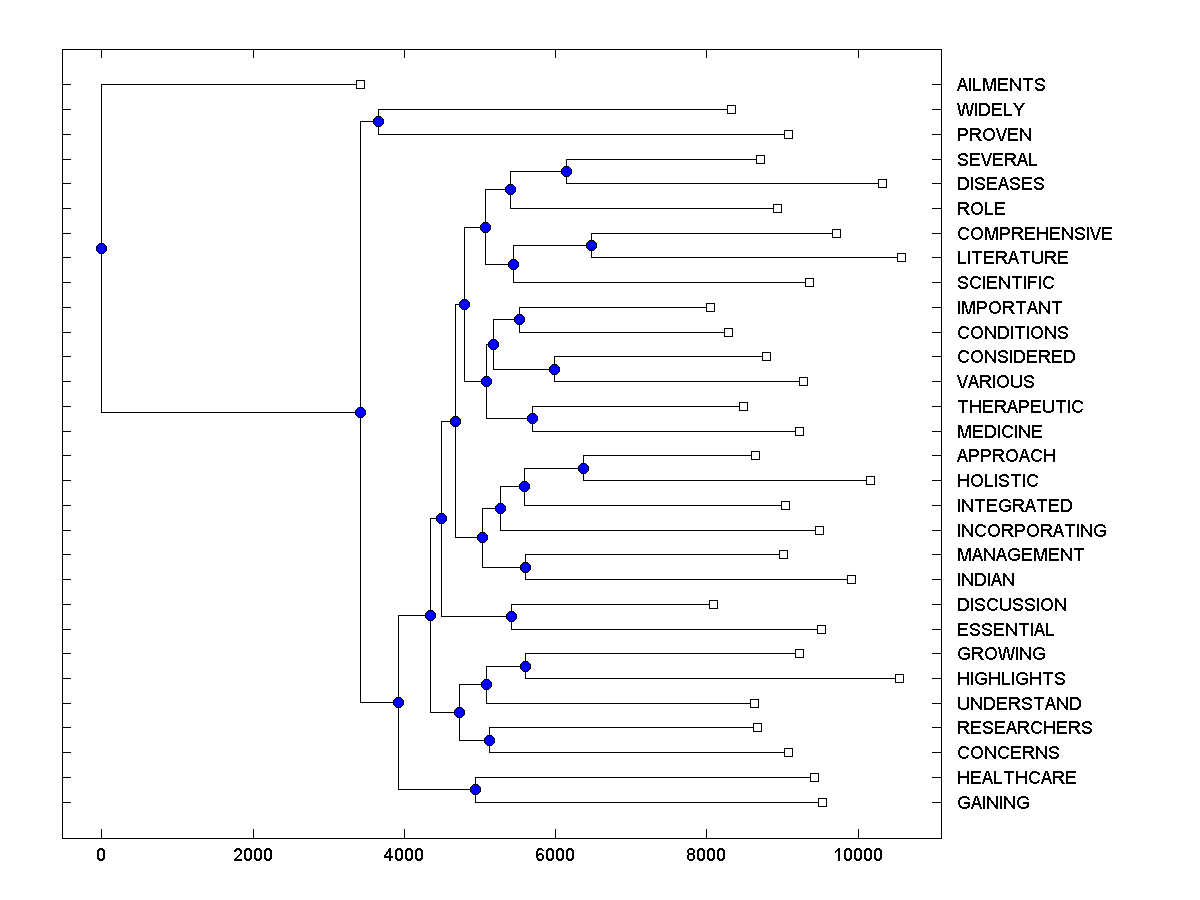 AILMENTS
WIDELY
PROVEN
SEVERAL
DISEASES
ROLE
COMPREHENSIVE
LITERATURE
SCIENTIFIC
IMPORTANT
CONDITIONS
CONSIDERED
VARIOUS
THERAPEUTIC
MEDICINE
APPROACH
HOLISTIC
INTEGRATED
INCORPORATING
MANAGEMENT
INDIAN
DISCUSSION
ESSENTIAL
GROWING
HIGHLIGHTS
UNDERSTAND
RESEARCHERS
CONCERNS
HEALTHCARE
GAINING
0 2000 4000 6000 8000 10000